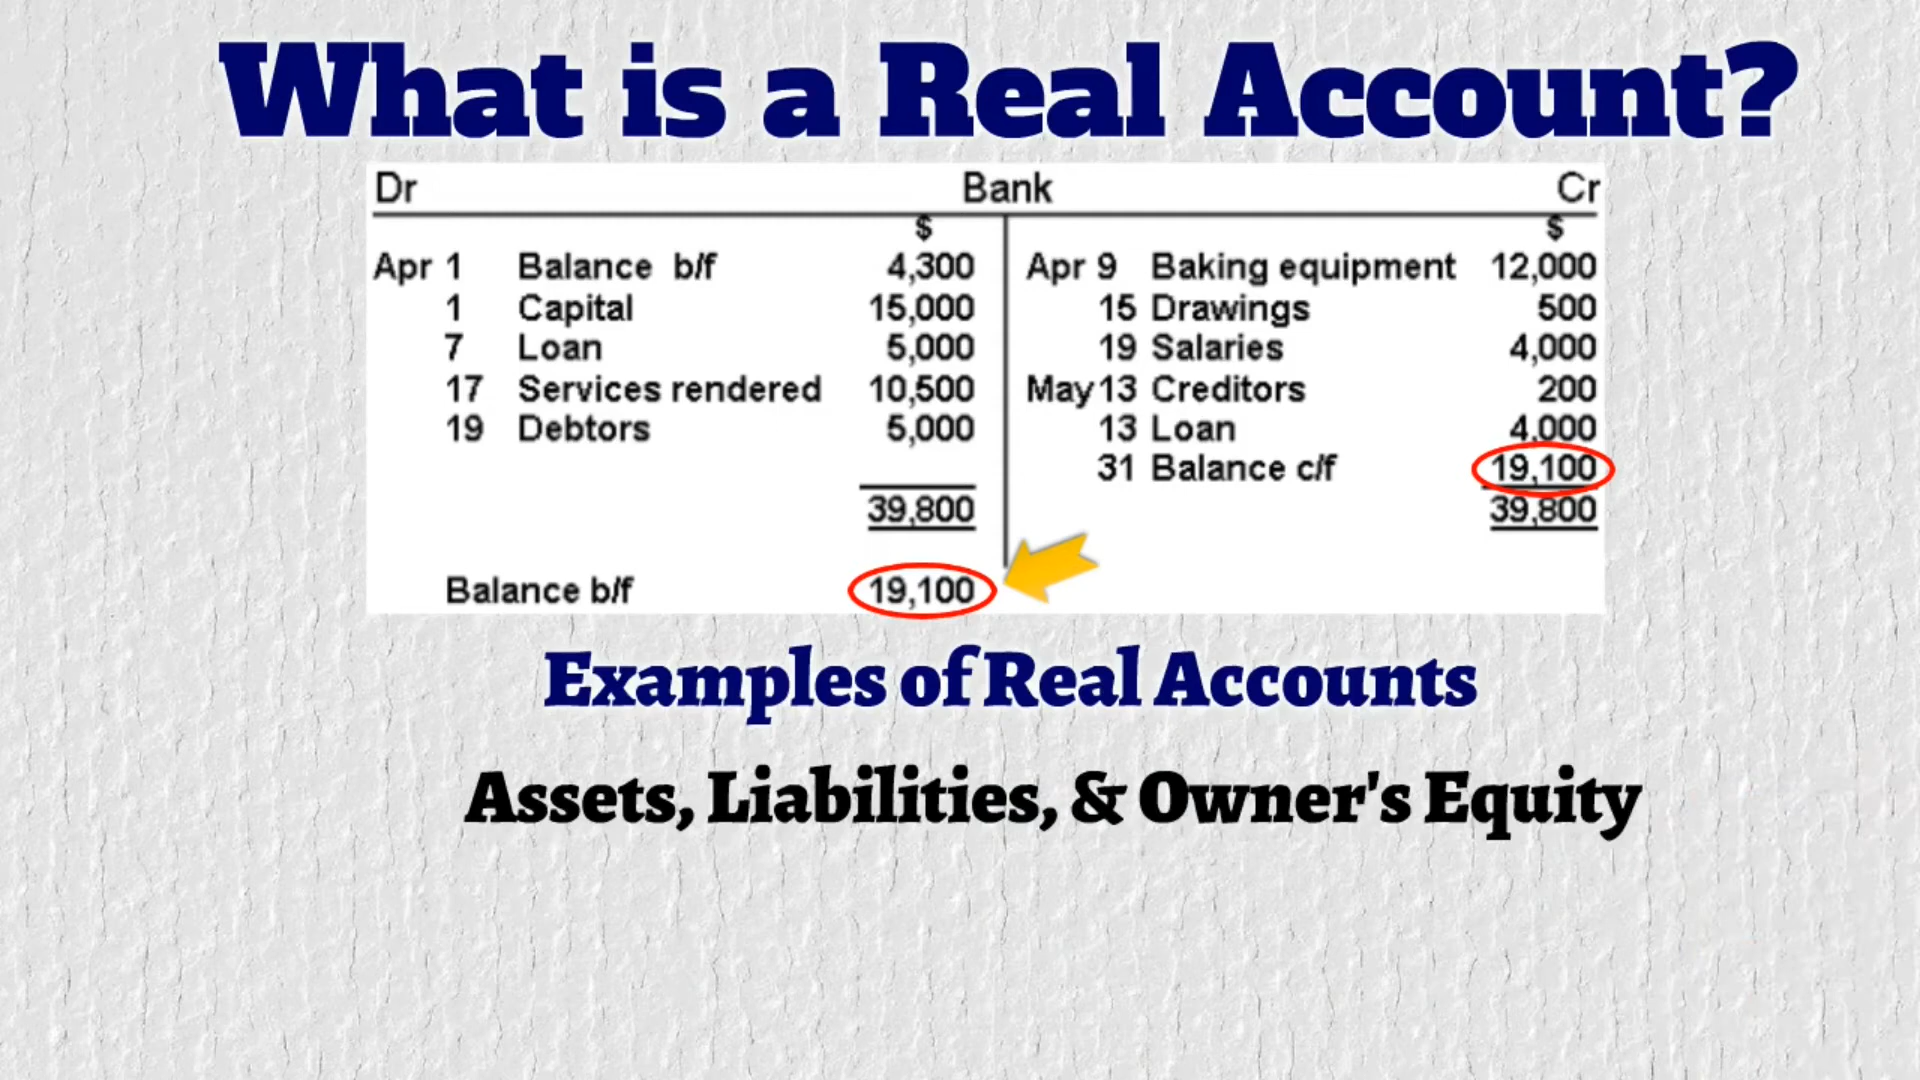 What is a Real Account?
Dr Bank Cr
$ $
Apr 1 Balance b/f 4,300 Apr 9 Baking equipment 12,000
1 Capital 15,000 15 Drawings 500
7 Loan 5,000 19 Salaries 4,000
17 Services rendered 10,500 May 13 Creditors 200
19 Debtors 5,000 13 Loan 4,000
31 Balance c/f 19,100
39,800 39,800
Balance b/f 19,100
Examples of Real Accounts
Assets, Liabilities, & Owner's Equity